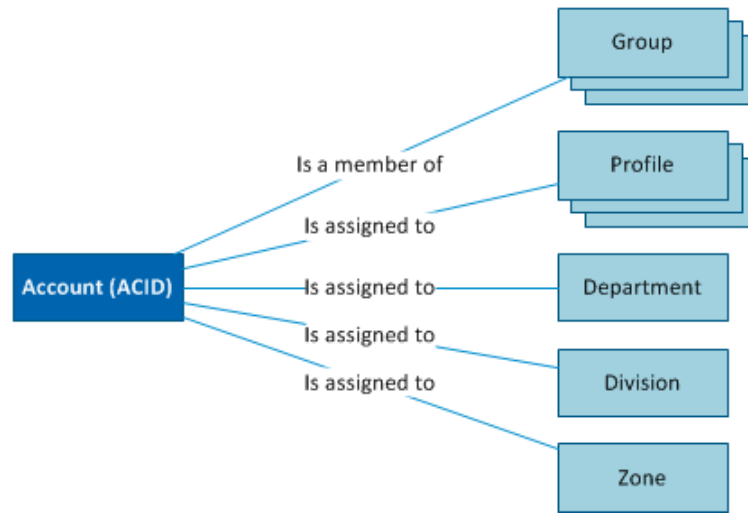 Group
Is a member of
Profile
Is assigned to
Account (ACID)
Is assigned to
Department
Is assigned to
Division
Is assigned to
Zone